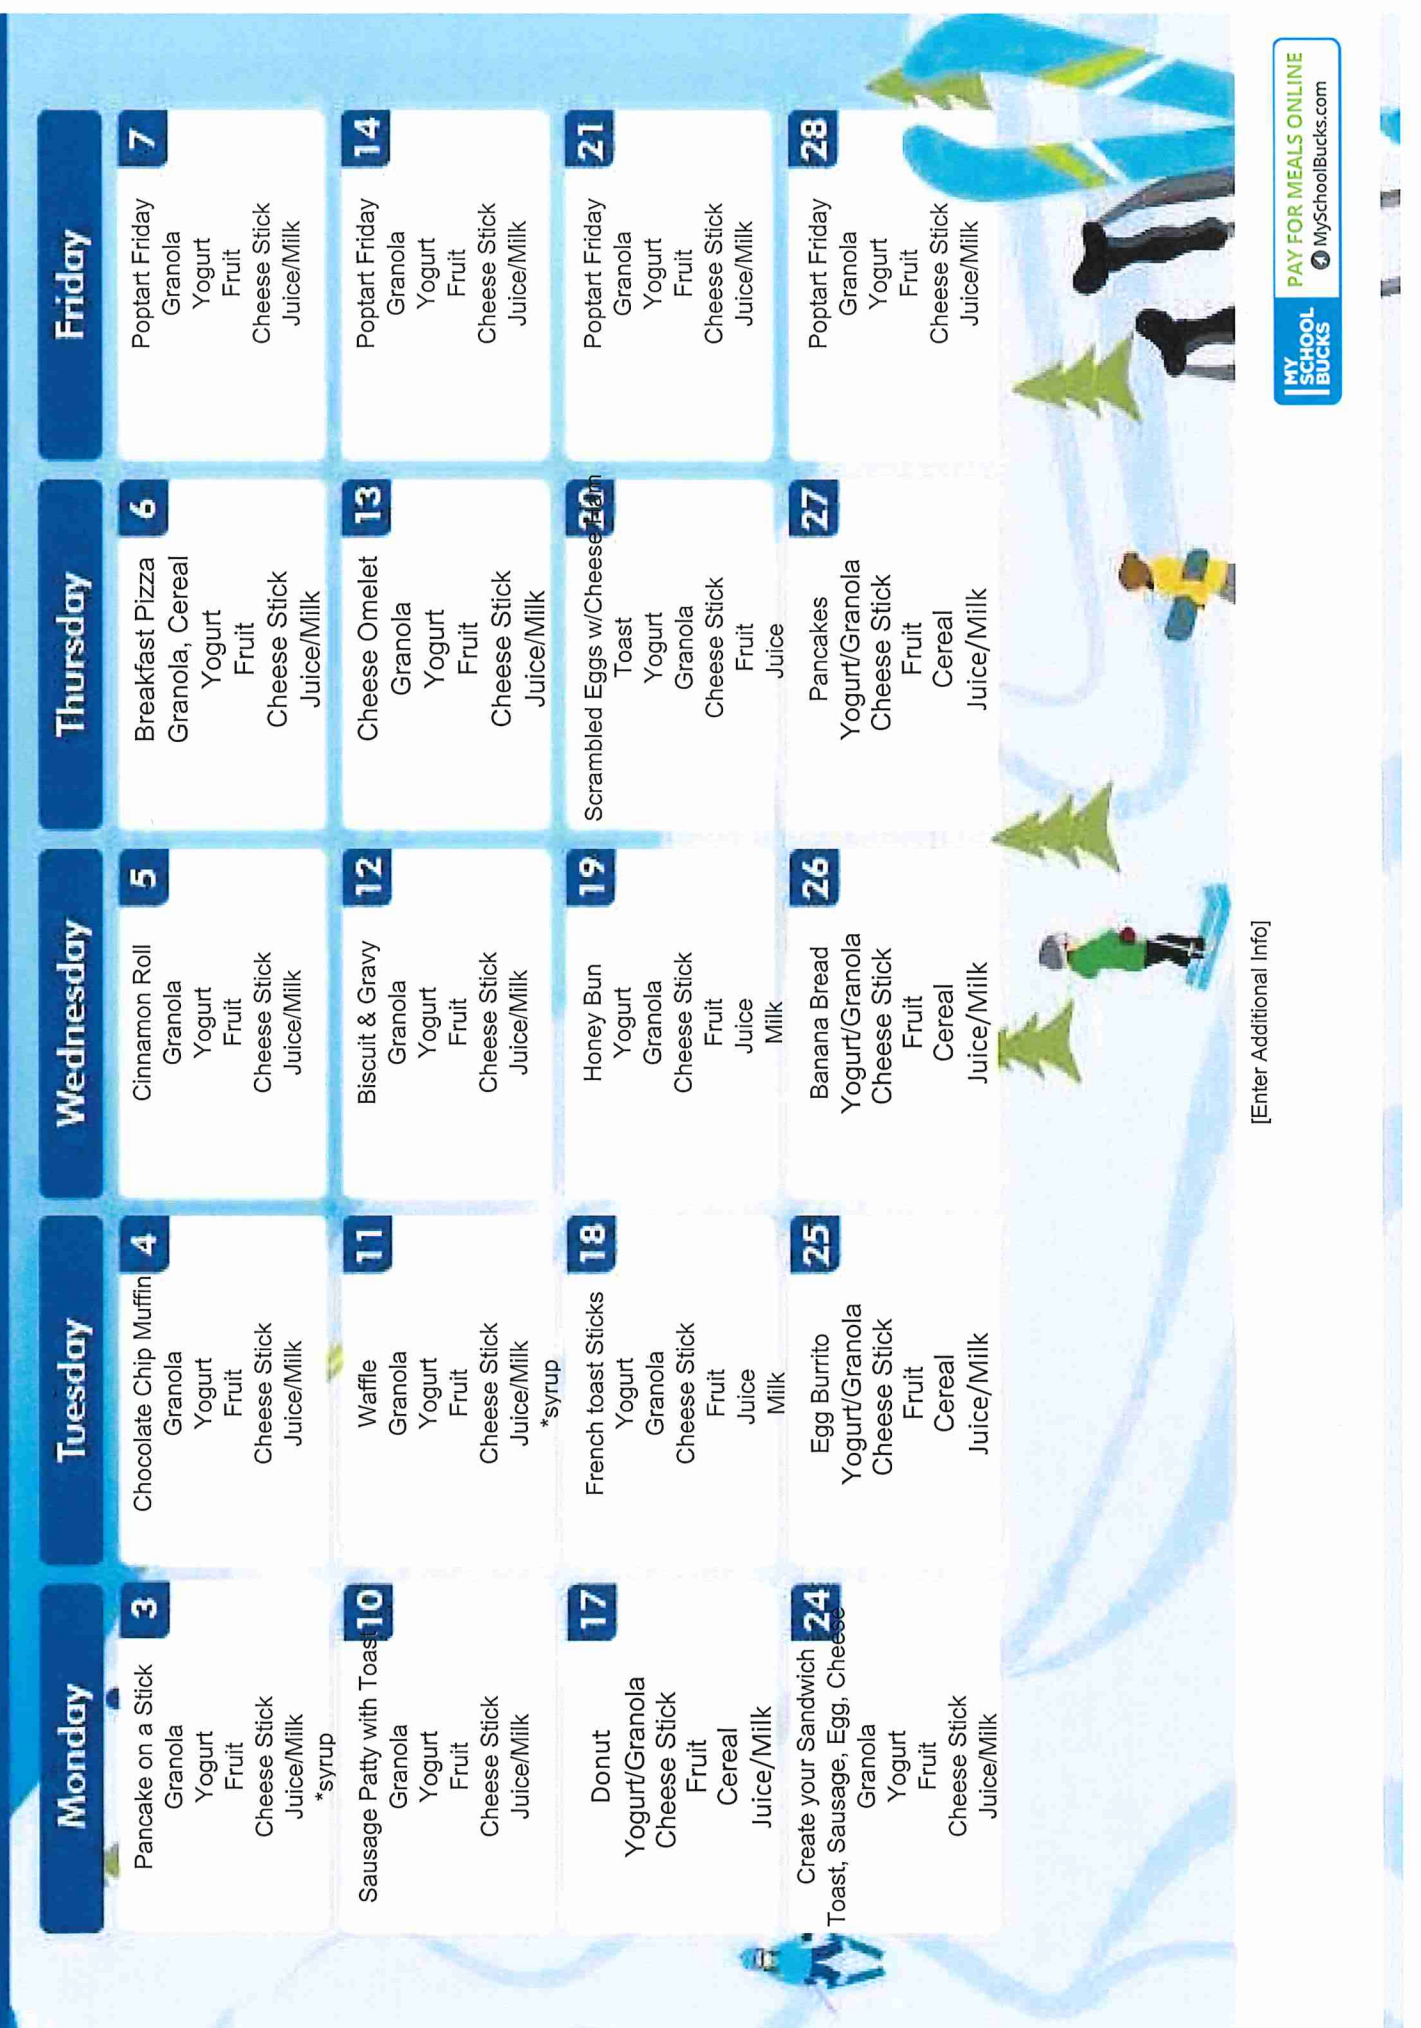 Monday
Tuesday
Wednesday
Thursday
Friday
3
Pancake on a Stick
Granola
Yogurt
Fruit
Cheese Stick
Juice/Milk
*syrup
4
Chocolate Chip Muffin
Granola
Yogurt
Fruit
Cheese Stick
Juice/Milk
5
Cinnamon Roll
Granola
Yogurt
Fruit
Cheese Stick
Juice/Milk
6
Breakfast Pizza
Granola, Cereal
Yogurt
Fruit
Cheese Stick
Juice/Milk
7
Poptart Friday
Granola
Yogurt
Fruit
Cheese Stick
Juice/Milk
10
Sausage Patty with Toast
Granola
Yogurt
Fruit
Cheese Stick
Juice/Milk
11
Waffle
Granola
Yogurt
Fruit
Cheese Stick
Juice/Milk
*syrup
12
Biscuit & Gravy
Granola
Yogurt
Fruit
Cheese Stick
Juice/Milk
13
Cheese Omelet
Granola
Yogurt
Fruit
Cheese Stick
Juice/Milk
14
Poptart Friday
Granola
Yogurt
Fruit
Cheese Stick
Juice/Milk
17
Donut
Yogurt/Granola
Cheese Stick
Fruit
Cereal
Juice/Milk
18
French toast Sticks
Yogurt
Granola
Cheese Stick
Fruit
Juice
Milk
19
Honey Bun
Yogurt
Granola
Cheese Stick
Fruit
Juice
Milk
20
Scrambled Eggs w/Cheese/Ham
Toast
Yogurt
Granola
Cheese Stick
Fruit
Juice
21
Poptart Friday
Granola
Yogurt
Fruit
Cheese Stick
Juice/Milk
24
Create your Sandwich
Toast, Sausage, Egg, Cheese
Granola
Yogurt
Fruit
Cheese Stick
Juice/Milk
25
Egg Burrito
Yogurt/Granola
Cheese Stick
Fruit
Cereal
Juice/Milk
26
Banana Bread
Yogurt/Granola
Cheese Stick
Fruit
Cereal
Juice/Milk
27
Pancakes
Yogurt/Granola
Cheese Stick
Fruit
Cereal
Juice/Milk
28
Poptart Friday
Granola
Yogurt
Fruit
Cheese Stick
Juice/Milk
[Enter Additional Info]
MY
SCHOOL
BUCKS
PAY FOR MEALS ONLINE
MySchoolBucks.com